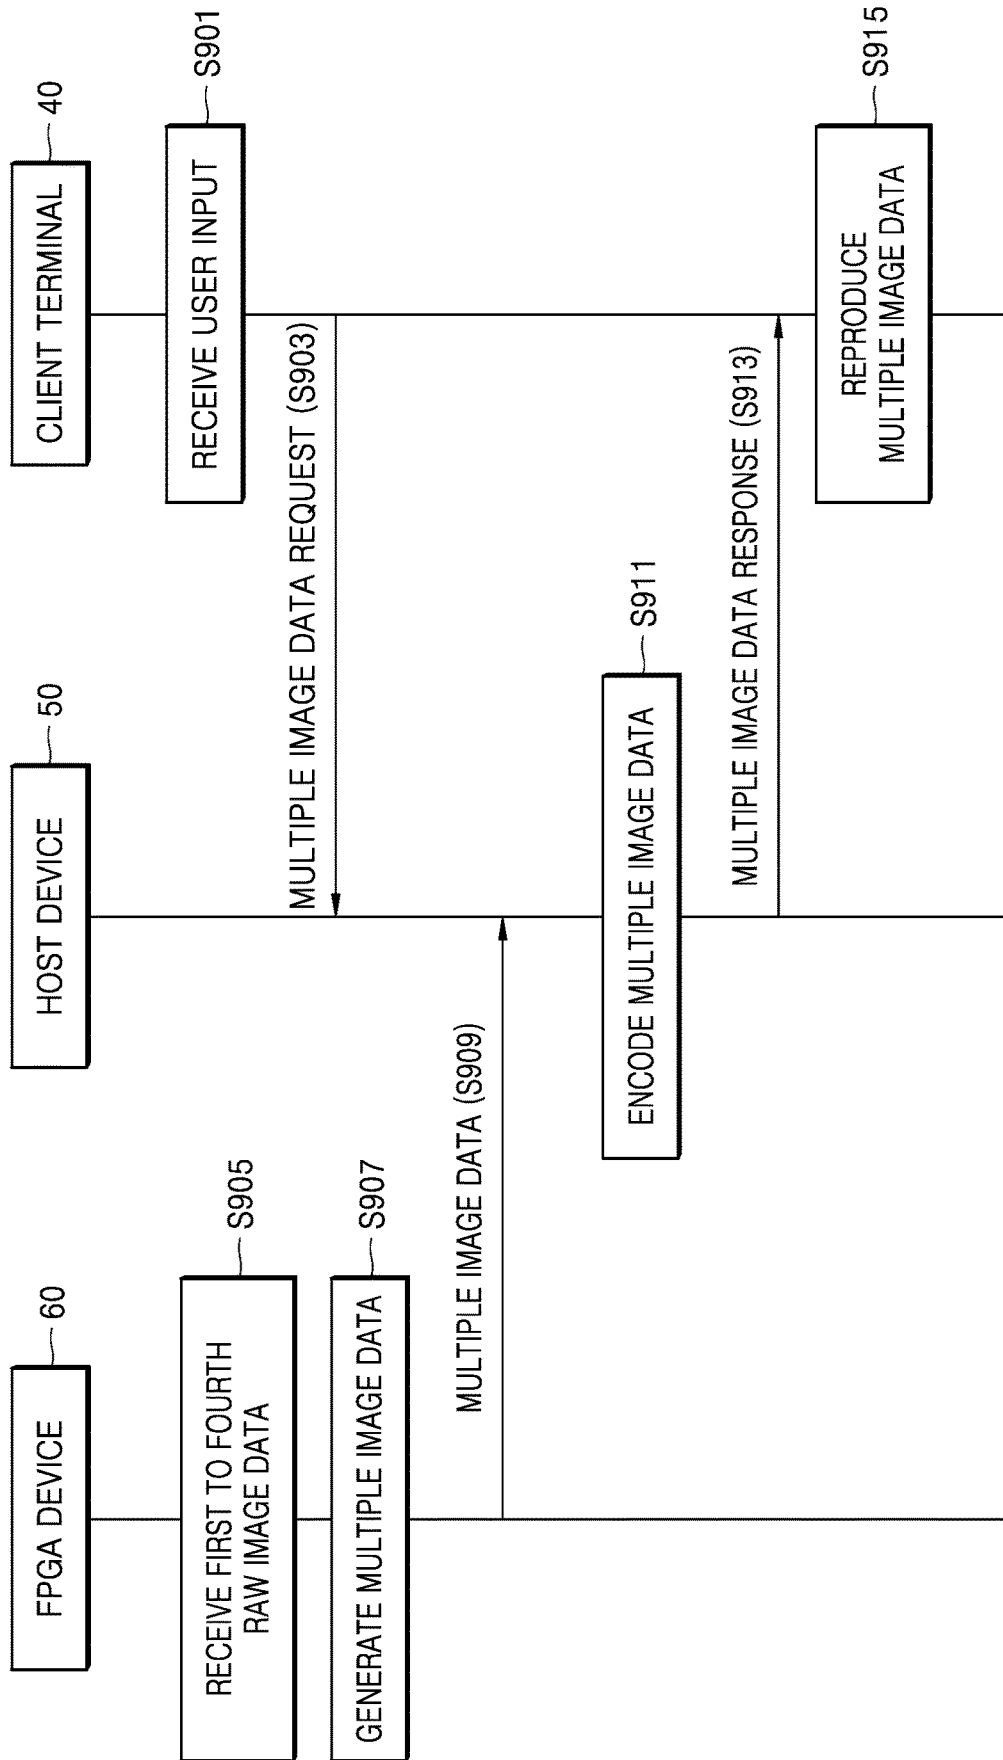 FPGA DEVICE
60
HOST DEVICE
50
CLIENT TERMINAL
40
RECEIVE USER INPUT
S901
MULTIPLE IMAGE DATA REQUEST (S903)
RECEIVE FIRST TO FOURTH
RAW IMAGE DATA
S905
GENERATE MULTIPLE IMAGE DATA
S907
MULTIPLE IMAGE DATA (S909)
ENCODE MULTIPLE IMAGE DATA
S911
MULTIPLE IMAGE DATA RESPONSE (S913)
REPRODUCE
MULTIPLE IMAGE DATA
S915